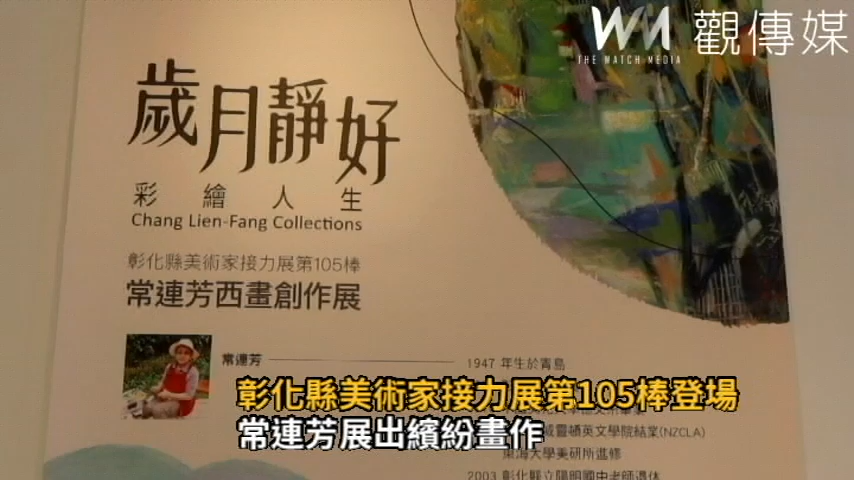 WM 觀傳媒
THE WATCH MEDIA
歲月靜好
彩繪人生
Chang Lien-Fang Collections
彰化縣美術家接力展第105棒
常連芳西畫創作展
常連芳
1947 年生於青島
彰化縣美術家接力展第105棒登場
常連芳展出繽紛畫作
威靈頓英文學院結業(NZCLA)
東海大學美研所進修
2003 彰化縣立陽明國中老師退休